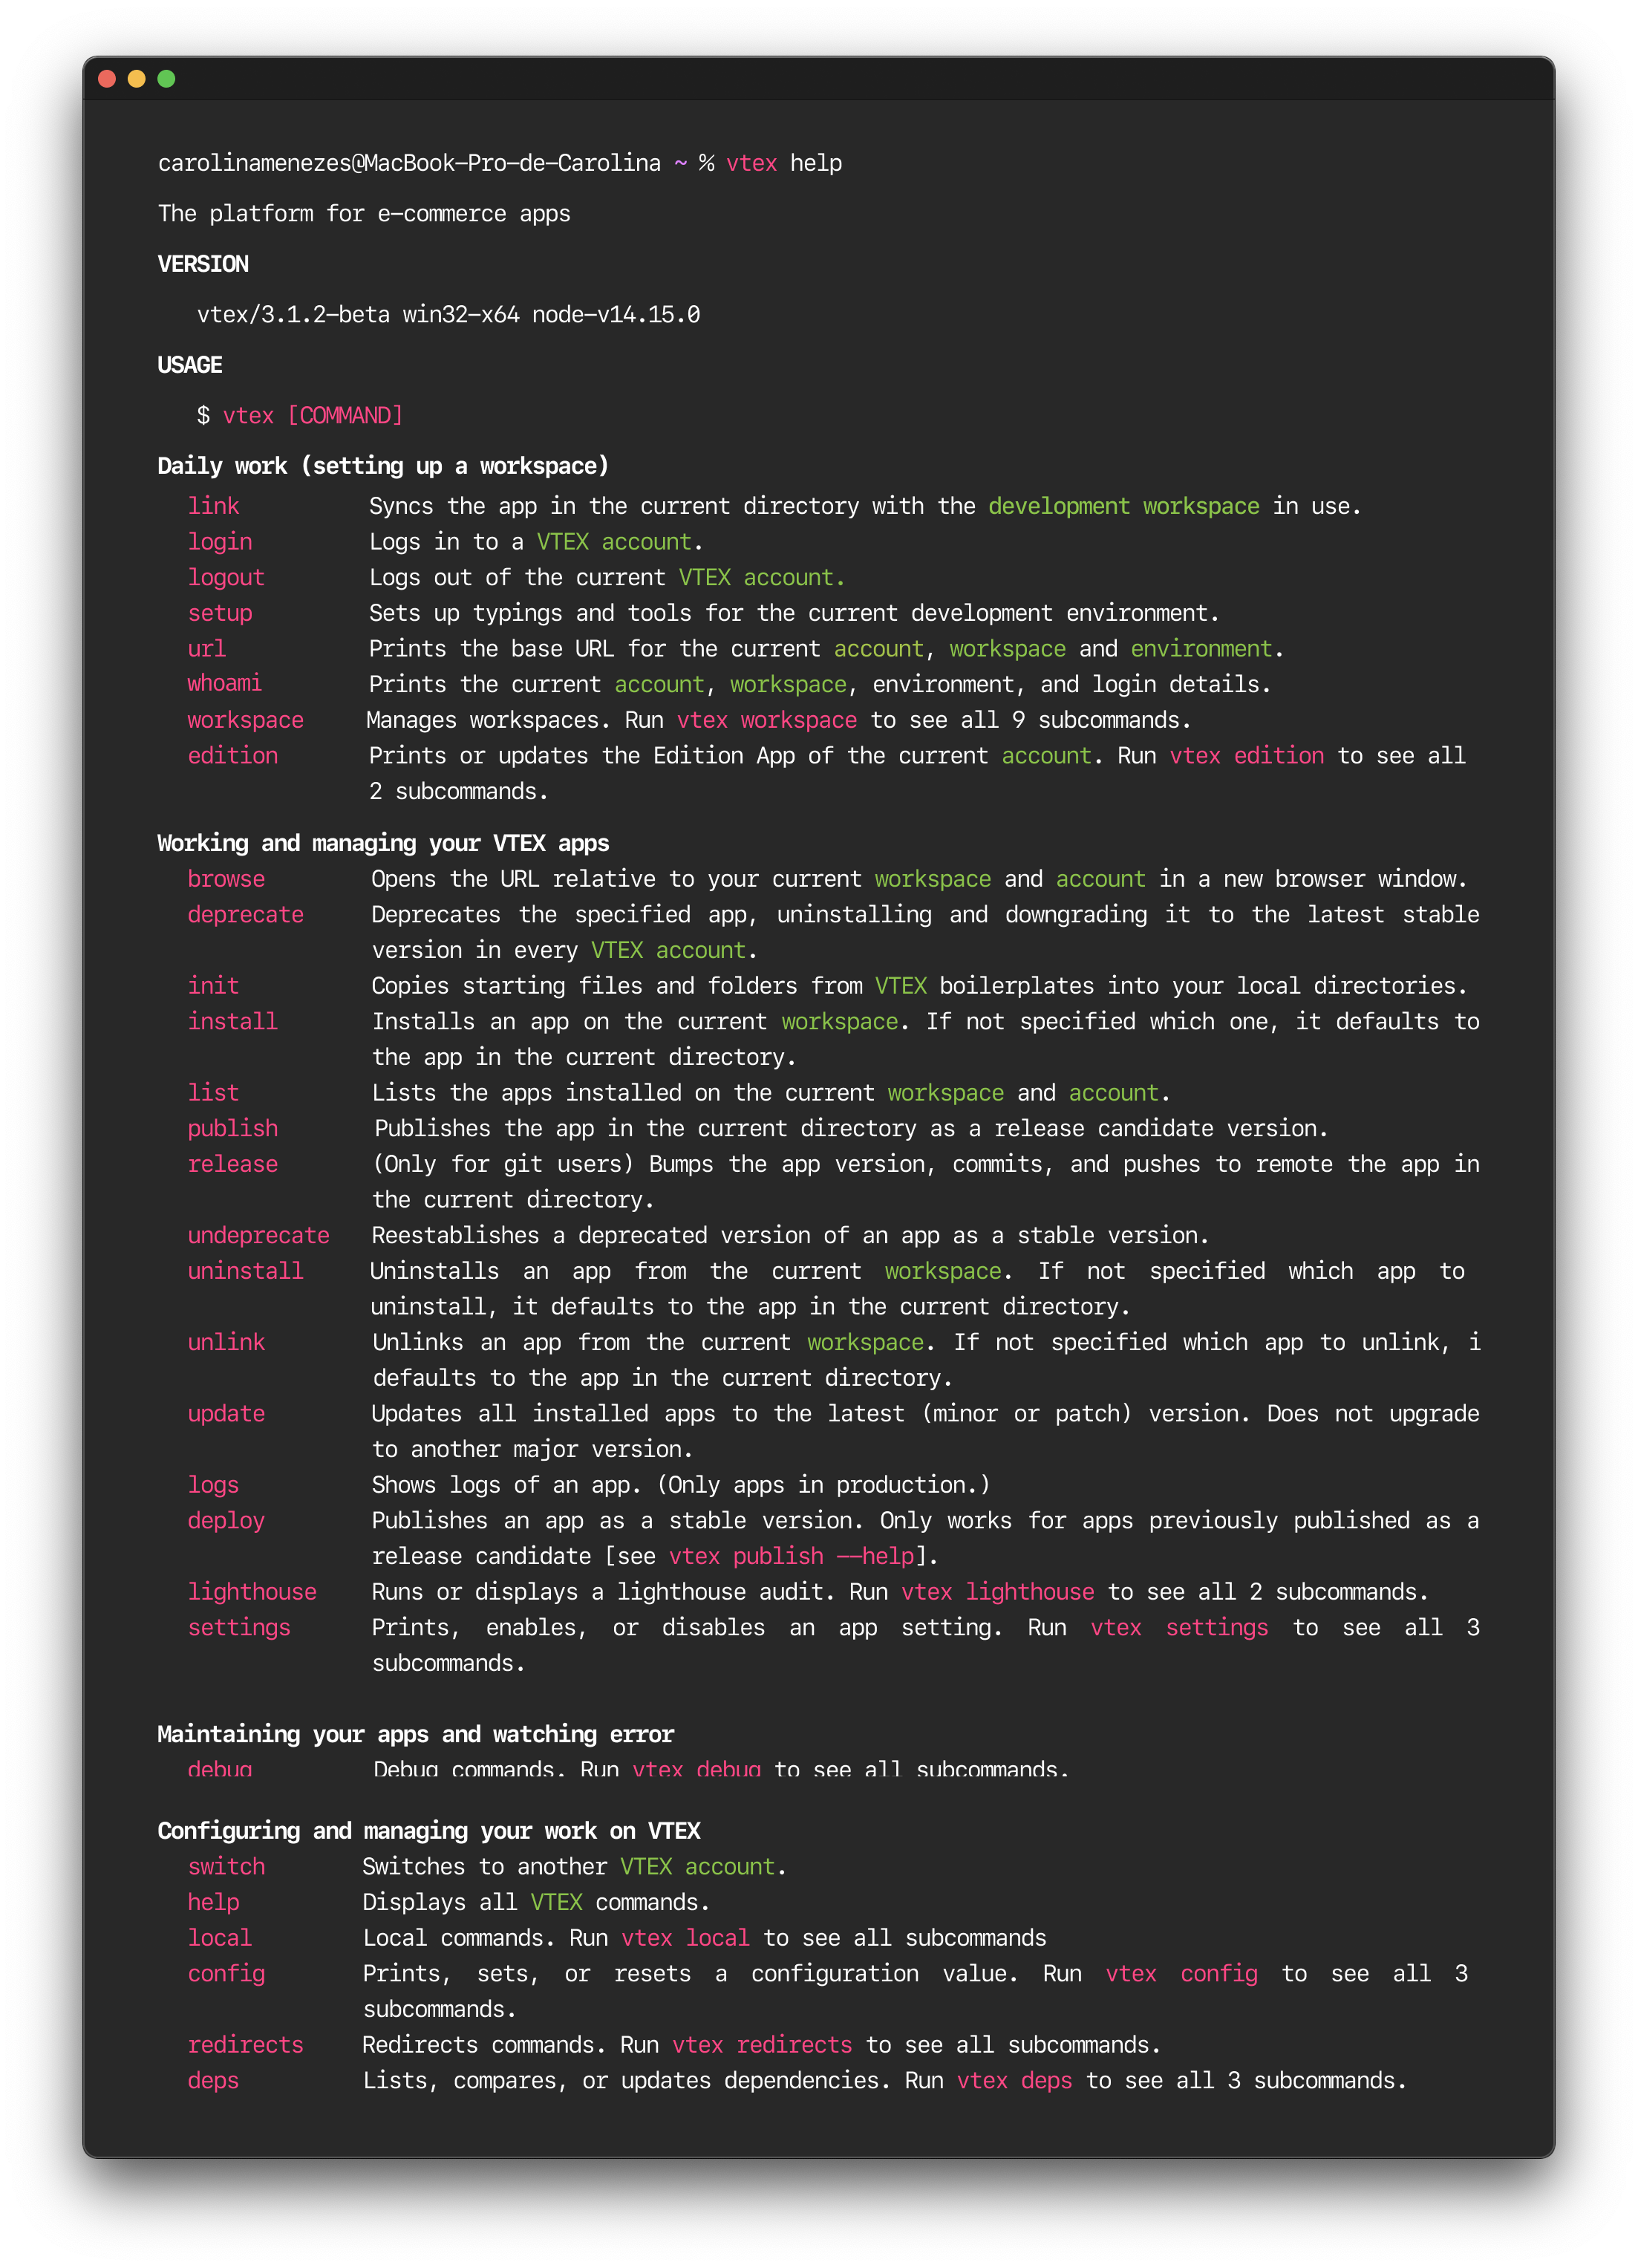 carolinamenezes@MacBook-Pro-de-Carolina ~ % vtex help
The platform for e-commerce apps
VERSION
vtex/3.1.2-beta win32-x64 node-v14.15.0
USAGE
$ vtex [COMMAND]
Daily work (setting up a workspace)
link Syncs the app in the current directory with the development workspace in use.
login Logs in to a VTEX account.
logout Logs out of the current VTEX account.
setup Sets up typings and tools for the current development environment.
url Prints the base URL for the current account, workspace and environment.
whoami Prints the current account, workspace, environment, and login details.
workspace Manages workspaces. Run vtex workspace to see all 9 subcommands.
edition Prints or updates the Edition App of the current account. Run vtex edition to see all
2 subcommands.
Working and managing your VTEX apps
browse Opens the URL relative to your current workspace and account in a new browser window.
deprecate Deprecates the specified app, uninstalling and downgrading it to the latest stable
version in every VTEX account.
init Copies starting files and folders from VTEX boilerplates into your local directories.
install Installs an app on the current workspace. If not specified which one, it defaults to
the app in the current directory.
list Lists the apps installed on the current workspace and account.
publish Publishes the app in the current directory as a release candidate version.
release (Only for git users) Bumps the app version, commits, and pushes to remote the app in
the current directory.
undeprecate Reestablishes a deprecated version of an app as a stable version.
uninstall Uninstalls an app from the current workspace. If not specified which app to
uninstall, it defaults to the app in the current directory.
unlink Unlinks an app from the current workspace. If not specified which app to unlink, i
defaults to the app in the current directory.
update Updates all installed apps to the latest (minor or patch) version. Does not upgrade
to another major version.
logs Shows logs of an app. (Only apps in production.)
deploy Publishes an app as a stable version. Only works for apps previously published as a
release candidate [see vtex publish --help].
lighthouse Runs or displays a lighthouse audit. Run vtex lighthouse to see all 2 subcommands.
settings Prints, enables, or disables an app setting. Run vtex settings to see all 3
subcommands.
Maintaining your apps and watching error
debug Debug commands. Run vtex debug to see all subcommands.
Configuring and managing your work on VTEX
switch Switches to another VTEX account.
help Displays all VTEX commands.
local Local commands. Run vtex local to see all subcommands
config Prints, sets, or resets a configuration value. Run vtex config to see all 3
subcommands.
redirects Redirects commands. Run vtex redirects to see all subcommands.
deps Lists, compares, or updates dependencies. Run vtex deps to see all 3 subcommands.